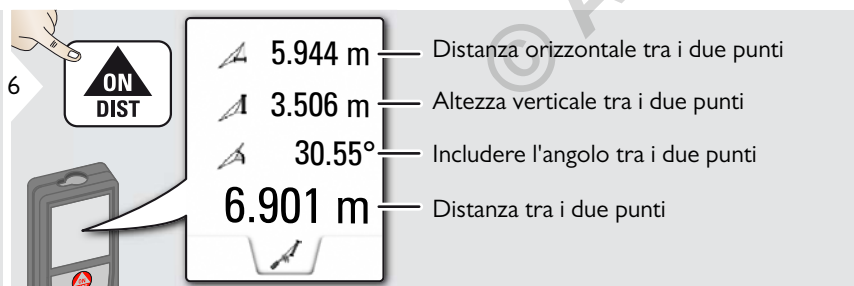 6
ON
DIST
5.944 m
Distanza orizzontale tra i due punti
3.506 m
Altezza verticale tra i due punti
30.55°
Includere l'angolo tra i due punti
6.901 m
Distanza tra i due punti
© A
ON